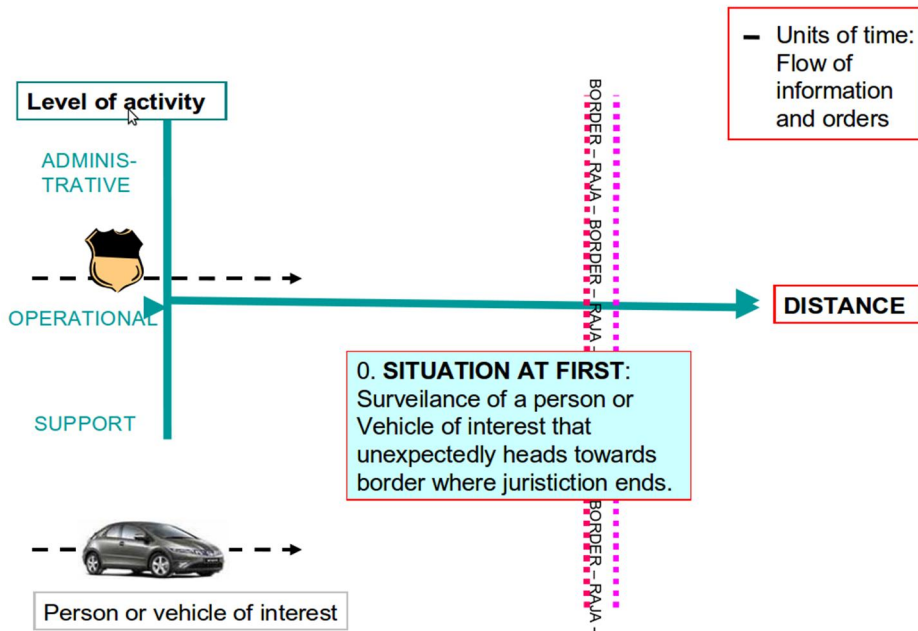 Units of time:
Flow of
information
and orders
Level of activity
ADMINIS-
TRATIVE
OPERATIONAL
SUPPORT
BORDER – RAJA – BORDER – RAJA –
DISTANCE
0. SITUATION AT FIRST:
Surveilance of a person or
Vehicle of interest that
unexpectedly heads towards
border where juristiction ends.
BORDER – RAJA -
Person or vehicle of interest